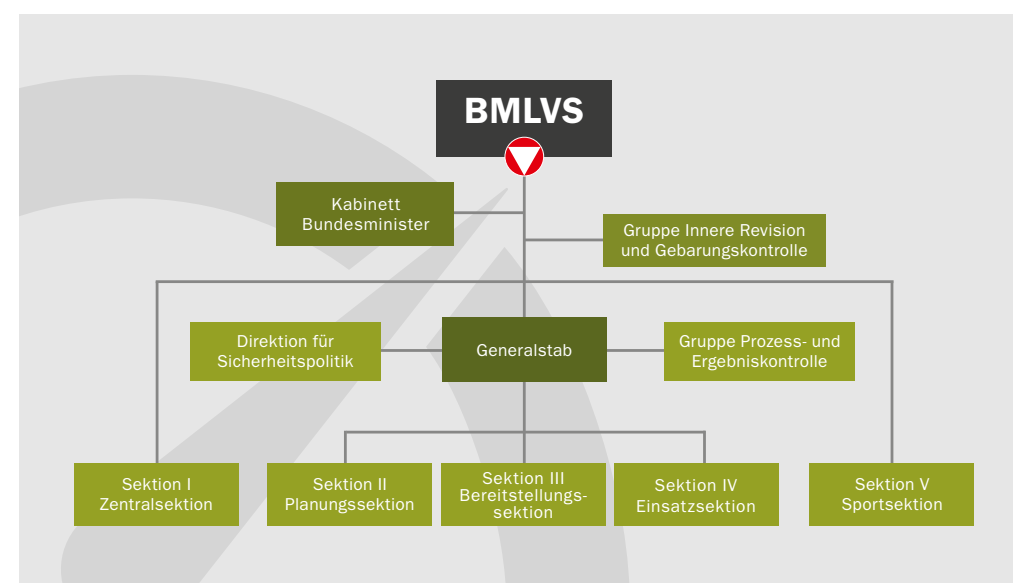 BMLVS
Kabinett
Bundesminister
Gruppe Innere Revision
und Gebarungskontrolle
Direktion für
Sicherheitspolitik
Generalstab
Gruppe Prozess- und
Ergebniskontrolle
Sektion I
Zentralsektion
Sektion II
Planungssektion
Sektion III
Bereitstellungs-
sektion
Sektion IV
Einsatzsektion
Sektion V
Sportsektion